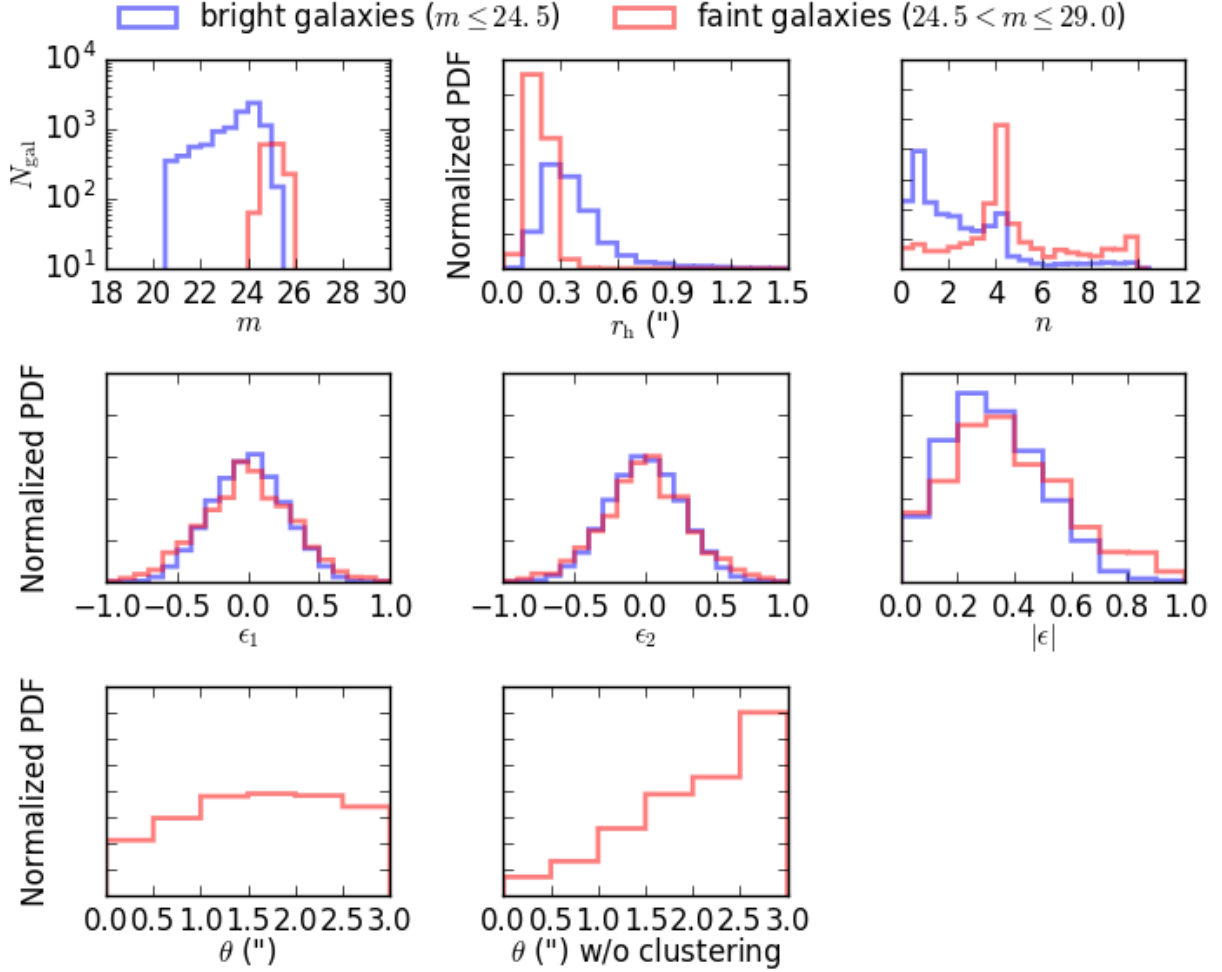 bright galaxies (m ≤ 24.5) faint galaxies (24.5 < m ≤ 29.0)
10^4
10^3
10^2
10^1
N_gal
18 20 22 24 26 28 30
m
Normalized PDF
0.0 0.3 0.6 0.9 1.2 1.5
r_h (")
0 2 4 6 8 10 12
n
Normalized PDF
−1.0 −0.5 0.0 0.5 1.0
ϵ_1
−1.0 −0.5 0.0 0.5 1.0
ϵ_2
0.0 0.2 0.4 0.6 0.8 1.0
|ϵ|
Normalized PDF
0.0 0.5 1.0 1.5 2.0 2.5 3.0
θ (")
0.0 0.5 1.0 1.5 2.0 2.5 3.0
θ (") w/o clustering